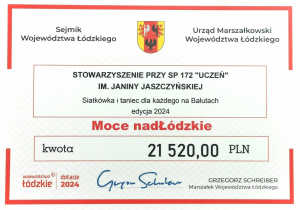 Sejmik
Województwa Łódzkiego
Urząd Marszałkowski
Województwa Łódzkiego
STOWARZYSZENIE PRZY SP 172 "UCZEŃ"
IM. JANINY JASZCZYŃSKIEJ
Siatkówka i taniec dla każdego na Bałutach
edycja 2024
Moce nadŁódzkie
kwota 21 520,00 PLN
województwo
łódzkie
dotacje
2024
GRZEGORZ SCHREIBER
Marszałek Województwa Łódzkiego